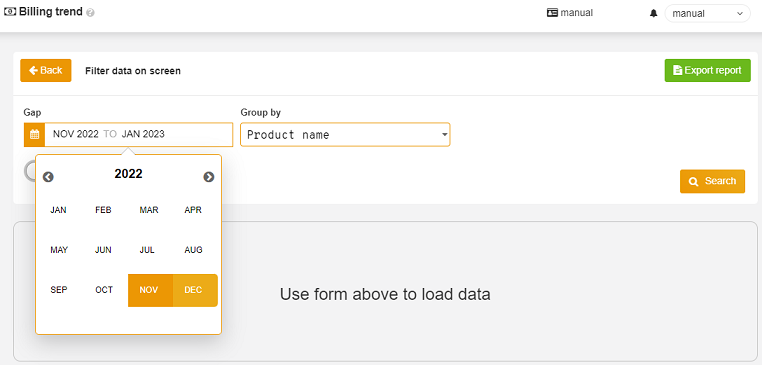 Billing trend
manual
manual
Back
Filter data on screen
Export report
Gap
Group by
NOV 2022 TO JAN 2023
Product name
2022
JAN FEB MAR APR
MAY JUN JUL AUG
SEP OCT NOV DEC
Search
Use form above to load data